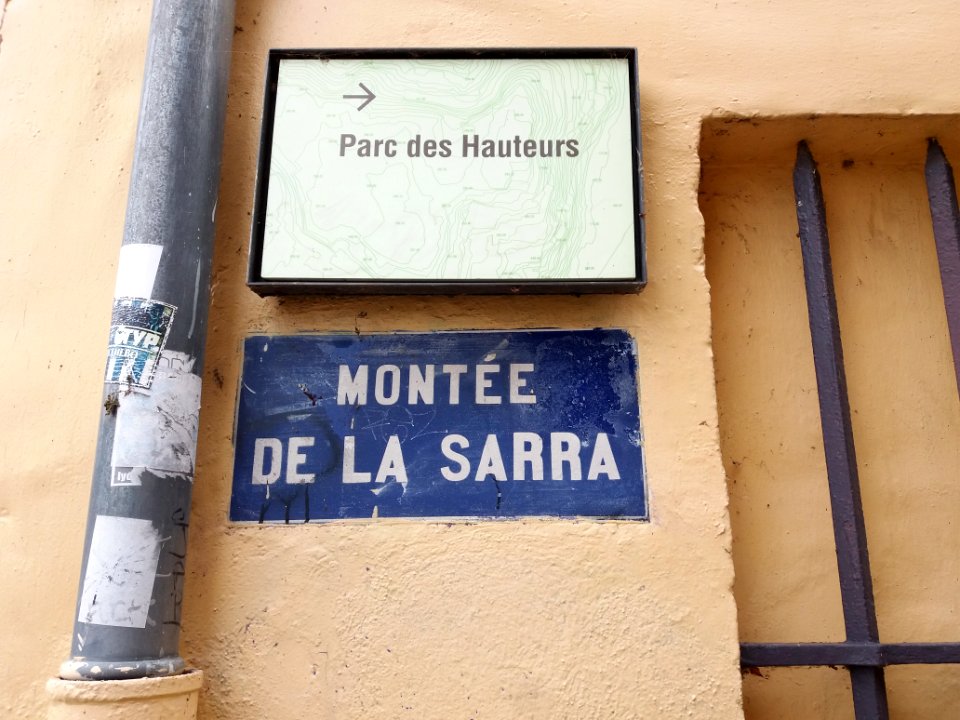 →
Parc des Hauteurs
MONTÉE
DE LA SARRA